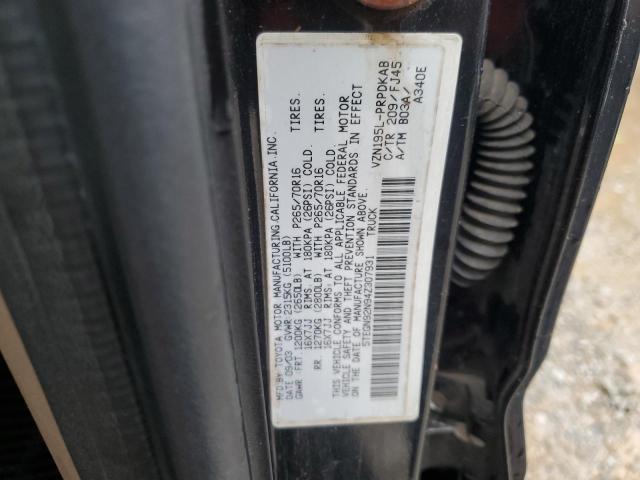 MFD.BY TOYOTA MOTOR MANUFACTURING,CALIFORNIA,INC.
DATE 09/03 GVWR 2315KG (5100LB)
GAWR: FRT. 1200KG (2650LB) WITH P265/70R16 TIRES.
16X7JJ RIMS. AT 180KPA (26PSI) COLD.
RR. 1270KG (2800LB) WITH P265/70R16 TIRES.
16X7JJ RIMS. AT 180KPA (26PSI) COLD.
THIS VEHICLE CONFORMS TO ALL APPLICABLE FEDERAL MOTOR
VEHICLE SAFETY AND THEFT PREVENTION STANDARDS IN EFFECT
ON THE DATE OF MANUFACTURE SHOWN ABOVE.
5TEGN92N94Z307931 TRUCK
VZN195L-PRPDKAB
C/TR 209/FJ45
A/TM B03A/
A340E